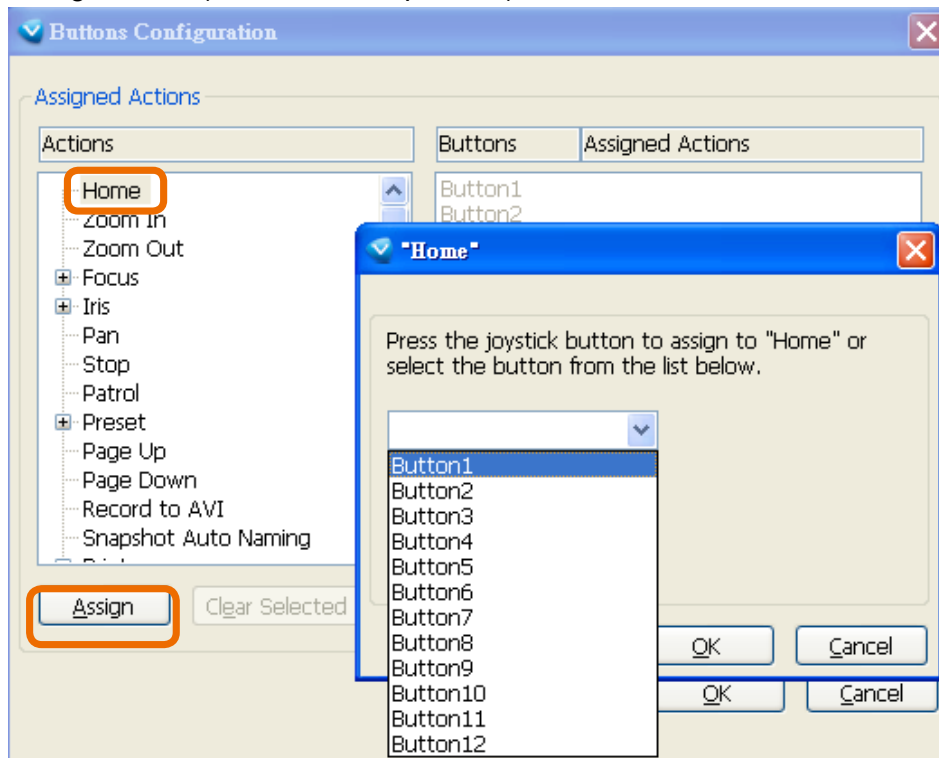 Buttons Configuration
Assigned Actions
Actions
Buttons
Assigned Actions
Home
Zoom In
Zoom Out
Focus
Iris
Pan
Stop
Patrol
Preset
Page Up
Page Down
Record to AVI
Snapshot Auto Naming
Button1
Button2
Assign
Clear Selected
"Home"
Press the joystick button to assign to "Home" or
select the button from the list below.
Button1
Button2
Button3
Button4
Button5
Button6
Button7
Button8
Button9
Button10
Button11
Button12
OK
Cancel
OK
Cancel